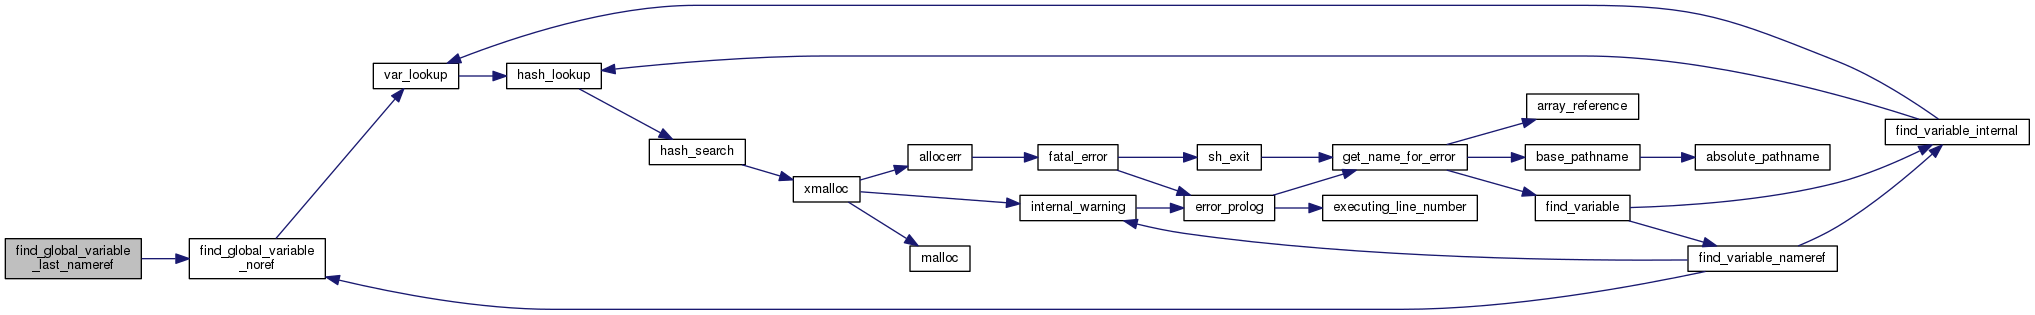 find_global_variable
_last_nameref
find_global_variable
_noref
var_lookup
hash_lookup
hash_search
xmalloc
allocerr
internal_warning
malloc
fatal_error
sh_exit
error_prolog
get_name_for_error
executing_line_number
array_reference
base_pathname
find_variable
absolute_pathname
find_variable_nameref
find_variable_internal